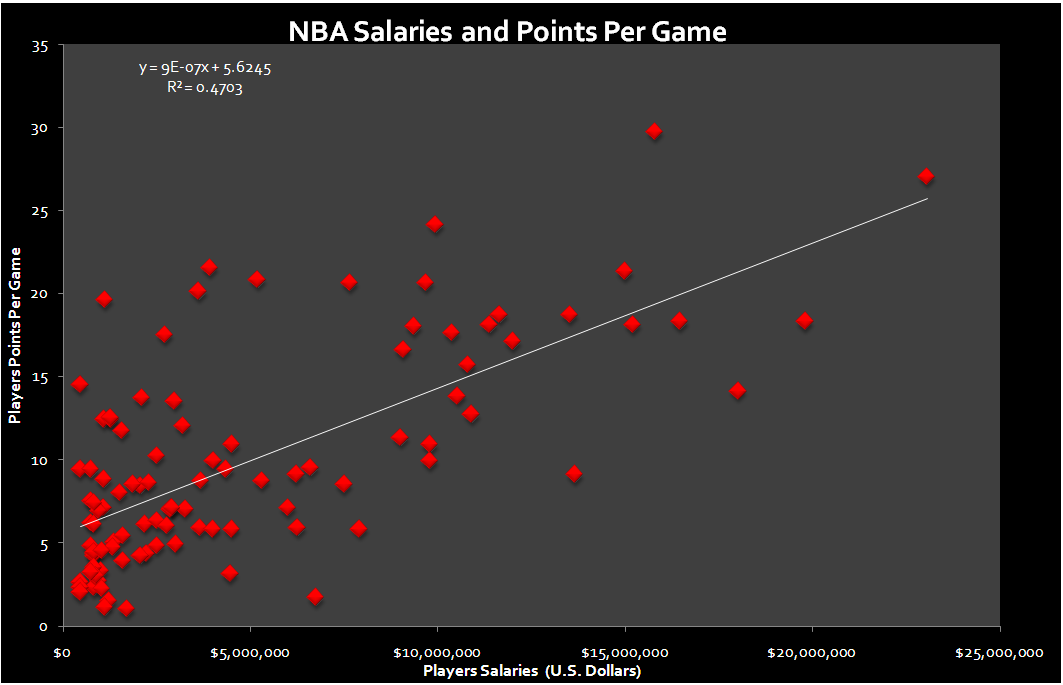 NBA Salaries and Points Per Game
y = 9E-07x + 5.6245
R² = 0.4703
Players Points Per Game
35
30
25
20
15
10
5
0
$0
$5,000,000
$10,000,000
$15,000,000
$20,000,000
$25,000,000
Players Salaries (U.S. Dollars)